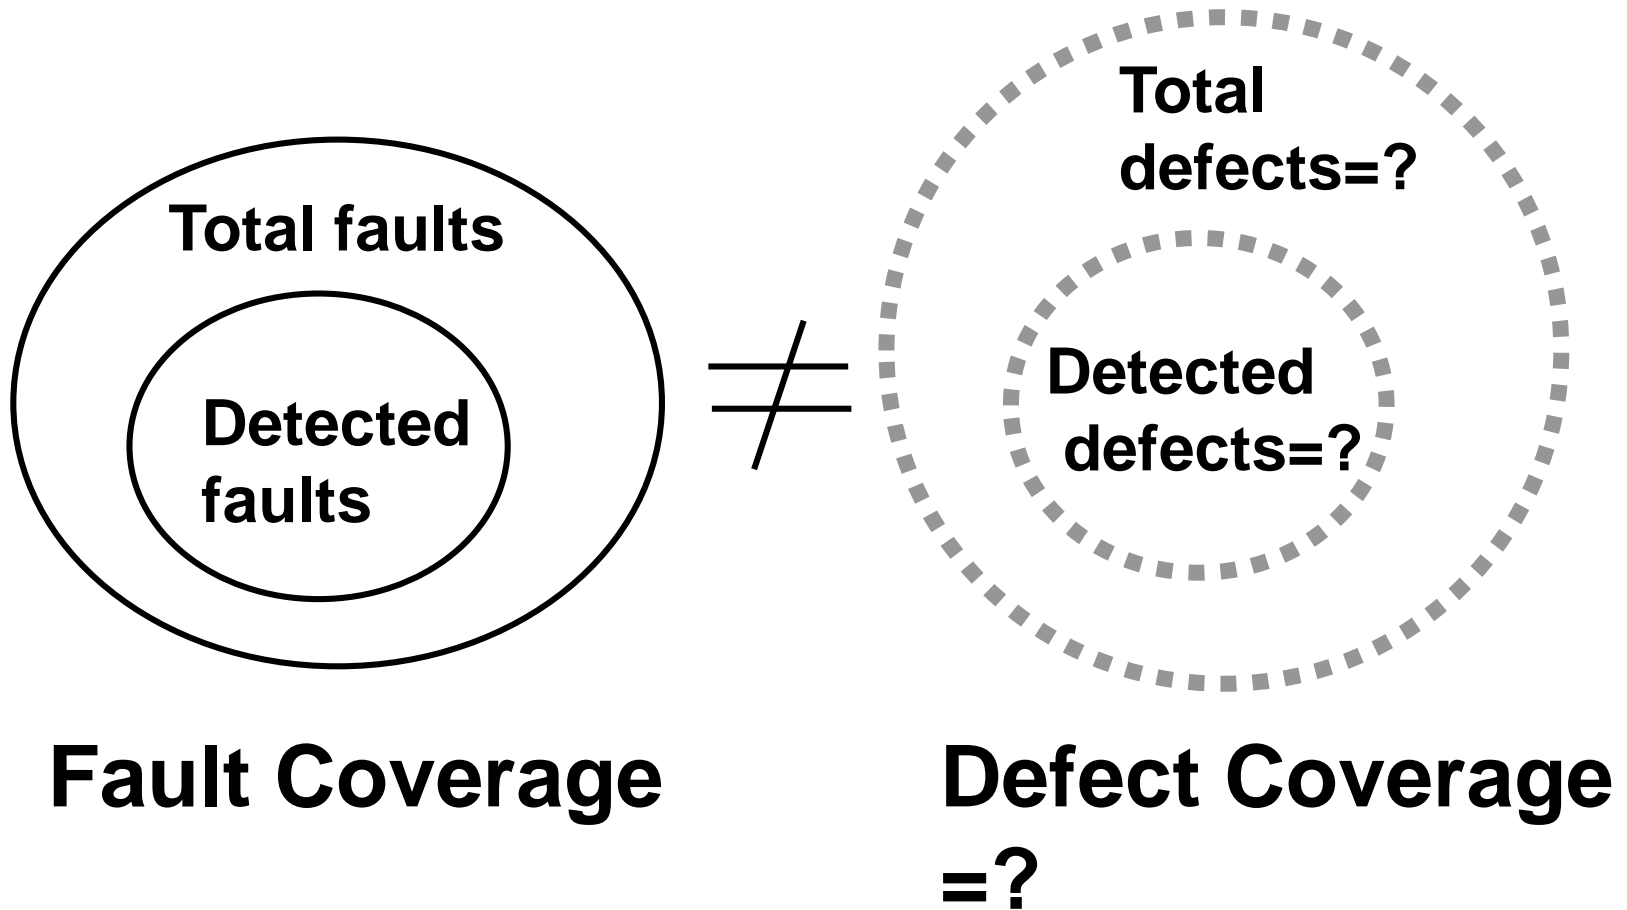 Total faults
Detected
faults
Total
defects=?
Detected
defects=?
Fault Coverage
Defect Coverage
=?